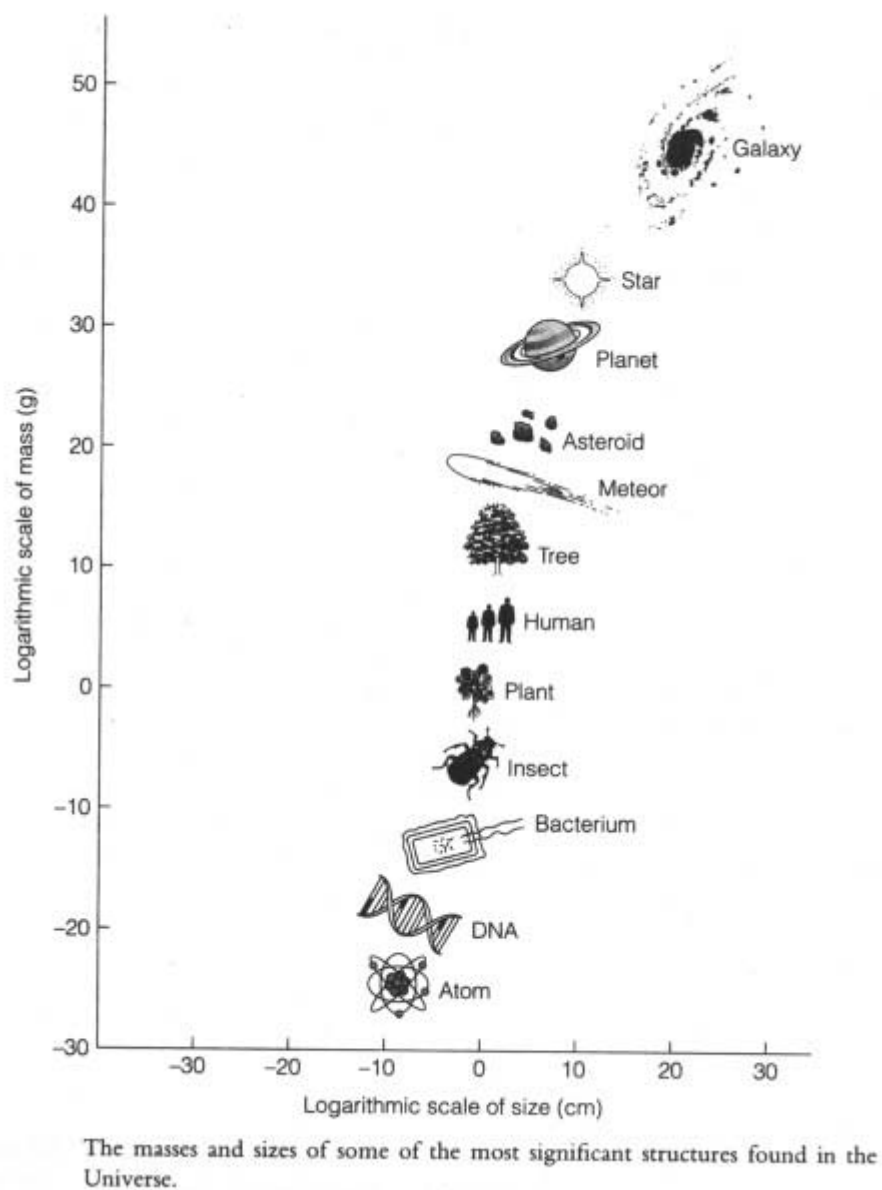 50
Galaxy
40
Star
30
Planet
Logarithmic scale of mass (g)
20
Asteroid
Meteor
10
Tree
Human
0
Plant
Insect
−10
Bacterium
−20
DNA
Atom
−30
−30 −20 −10 0 10 20 30
Logarithmic scale of size (cm)
The masses and sizes of some of the most significant structures found in the
Universe.